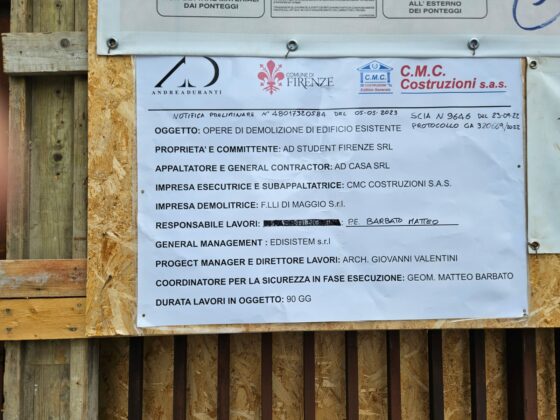 DAI PONTEGGI
ALL' ESTERNO
DEI PONTEGGI
ANDREADURANTI
COMUNE DI
FIRENZE
C.M.C.
C.M.C.
Costruzioni s.a.s.
NOTIFICA PRELIMINARE N° 48017320584 DEL 05-05-2023
SCIA N 9646 DEL 23.09.22
PROTOCOLLO GA 320669/2022
OGGETTO: OPERE DI DEMOLIZIONE DI EDIFICIO ESISTENTE
PROPRIETA' E COMMITTENTE: AD STUDENT FIRENZE SRL
APPALTATORE E GENERAL CONTRACTOR: AD CASA SRL
IMPRESA ESECUTRICE E SUBAPPALTATRICE: CMC COSTRUZIONI S.A.S.
IMPRESA DEMOLITRICE: F.LLI DI MAGGIO S.r.l.
RESPONSABILE LAVORI: PE. BARBATO MATTEO
GENERAL MANAGEMENT : EDISISTEM s.r.l
PROGECT MANAGER E DIRETTORE LAVORI: ARCH. GIOVANNI VALENTINI
COORDINATORE PER LA SICUREZZA IN FASE ESECUZIONE: GEOM. MATTEO BARBATO
DURATA LAVORI IN OGGETTO: 90 GG